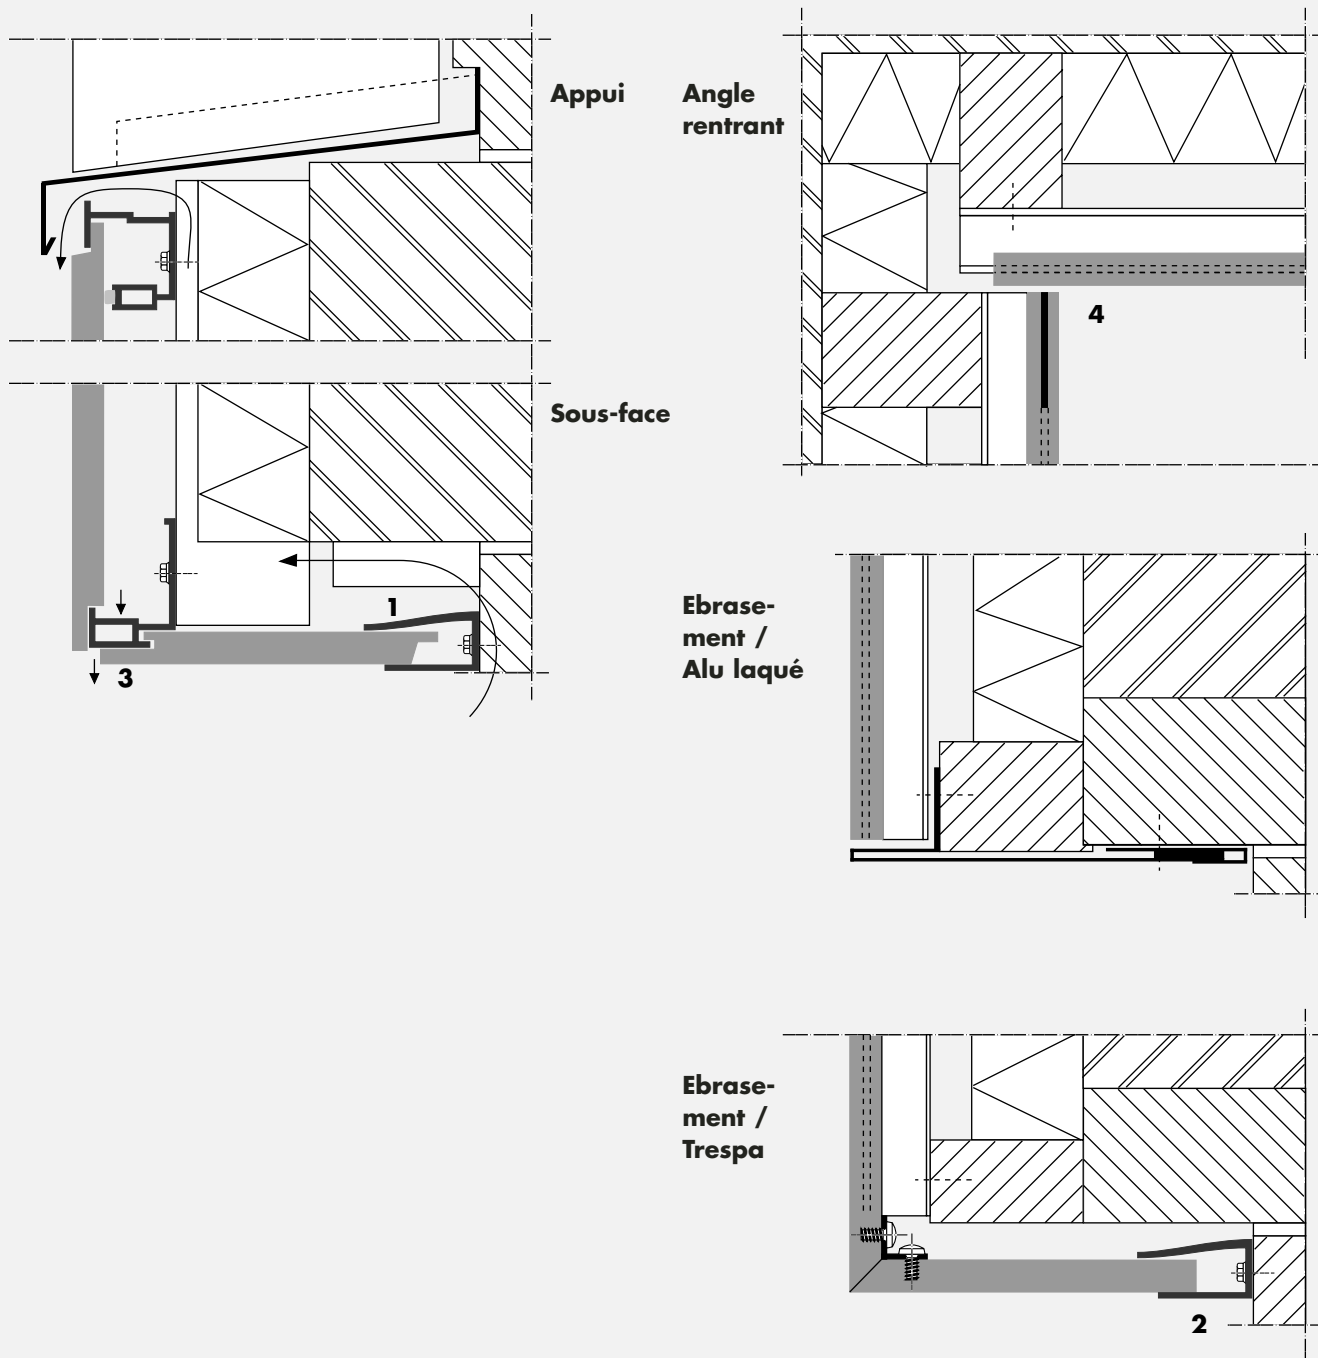 Appui
Angle
rentrant
4
Sous-face
1
3
Ebrase-
ment /
Alu laqué
Ebrase-
ment /
Trespa
2